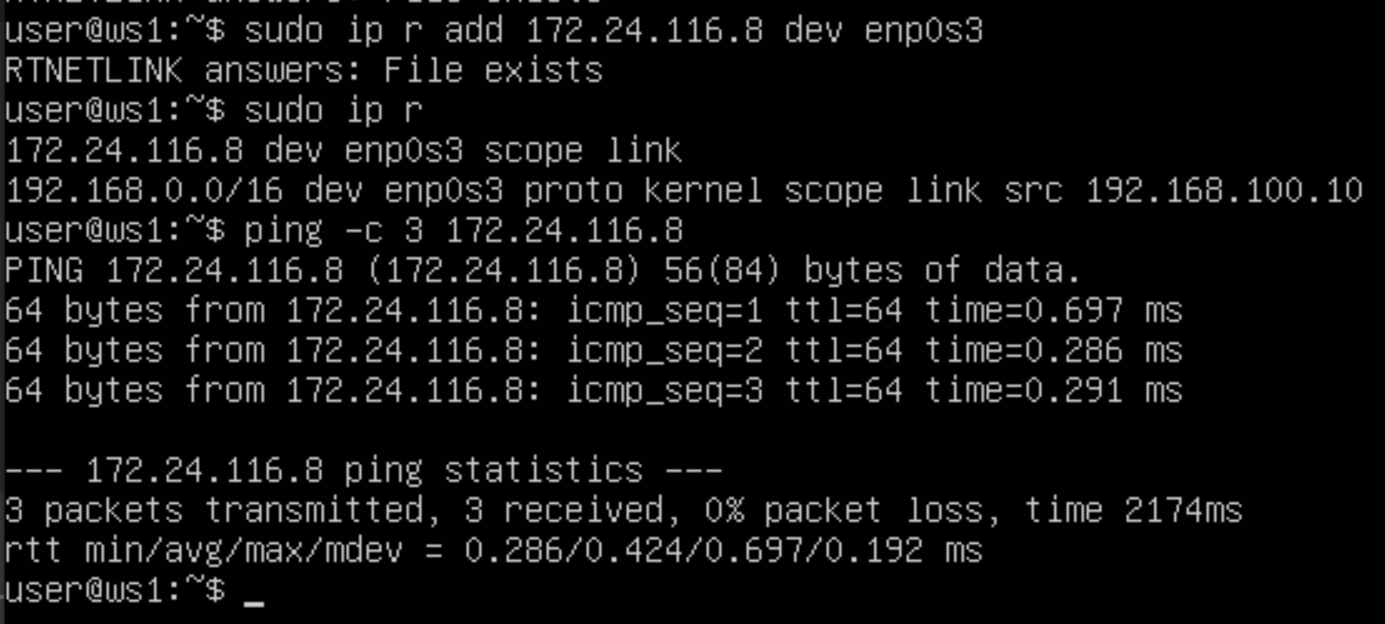 RTNETLINK answers: File exists
user@ws1:~$ sudo ip r add 172.24.116.8 dev enp0s3
RTNETLINK answers: File exists
user@ws1:~$ sudo ip r
172.24.116.8 dev enp0s3 scope link
192.168.0.0/16 dev enp0s3 proto kernel scope link src 192.168.100.10
user@ws1:~$ ping -c 3 172.24.116.8
PING 172.24.116.8 (172.24.116.8) 56(84) bytes of data.
64 bytes from 172.24.116.8: icmp_seq=1 ttl=64 time=0.697 ms
64 bytes from 172.24.116.8: icmp_seq=2 ttl=64 time=0.286 ms
64 bytes from 172.24.116.8: icmp_seq=3 ttl=64 time=0.291 ms
--- 172.24.116.8 ping statistics ---
3 packets transmitted, 3 received, 0% packet loss, time 2174ms
rtt min/avg/max/mdev = 0.286/0.424/0.697/0.192 ms
user@ws1:~$ _